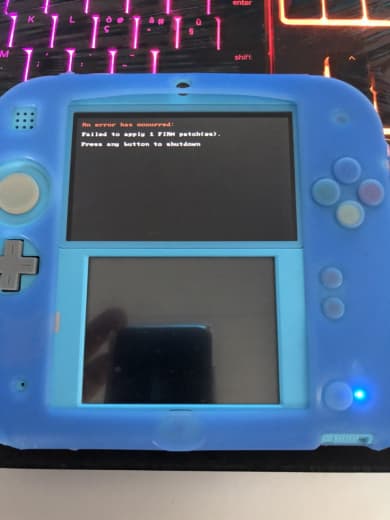 enter
K L ò à ù
ç ° §
M ; : _
shift
An error has occurred:
Failed to apply 1 FIRM patch(es).
Press any button to shutdown